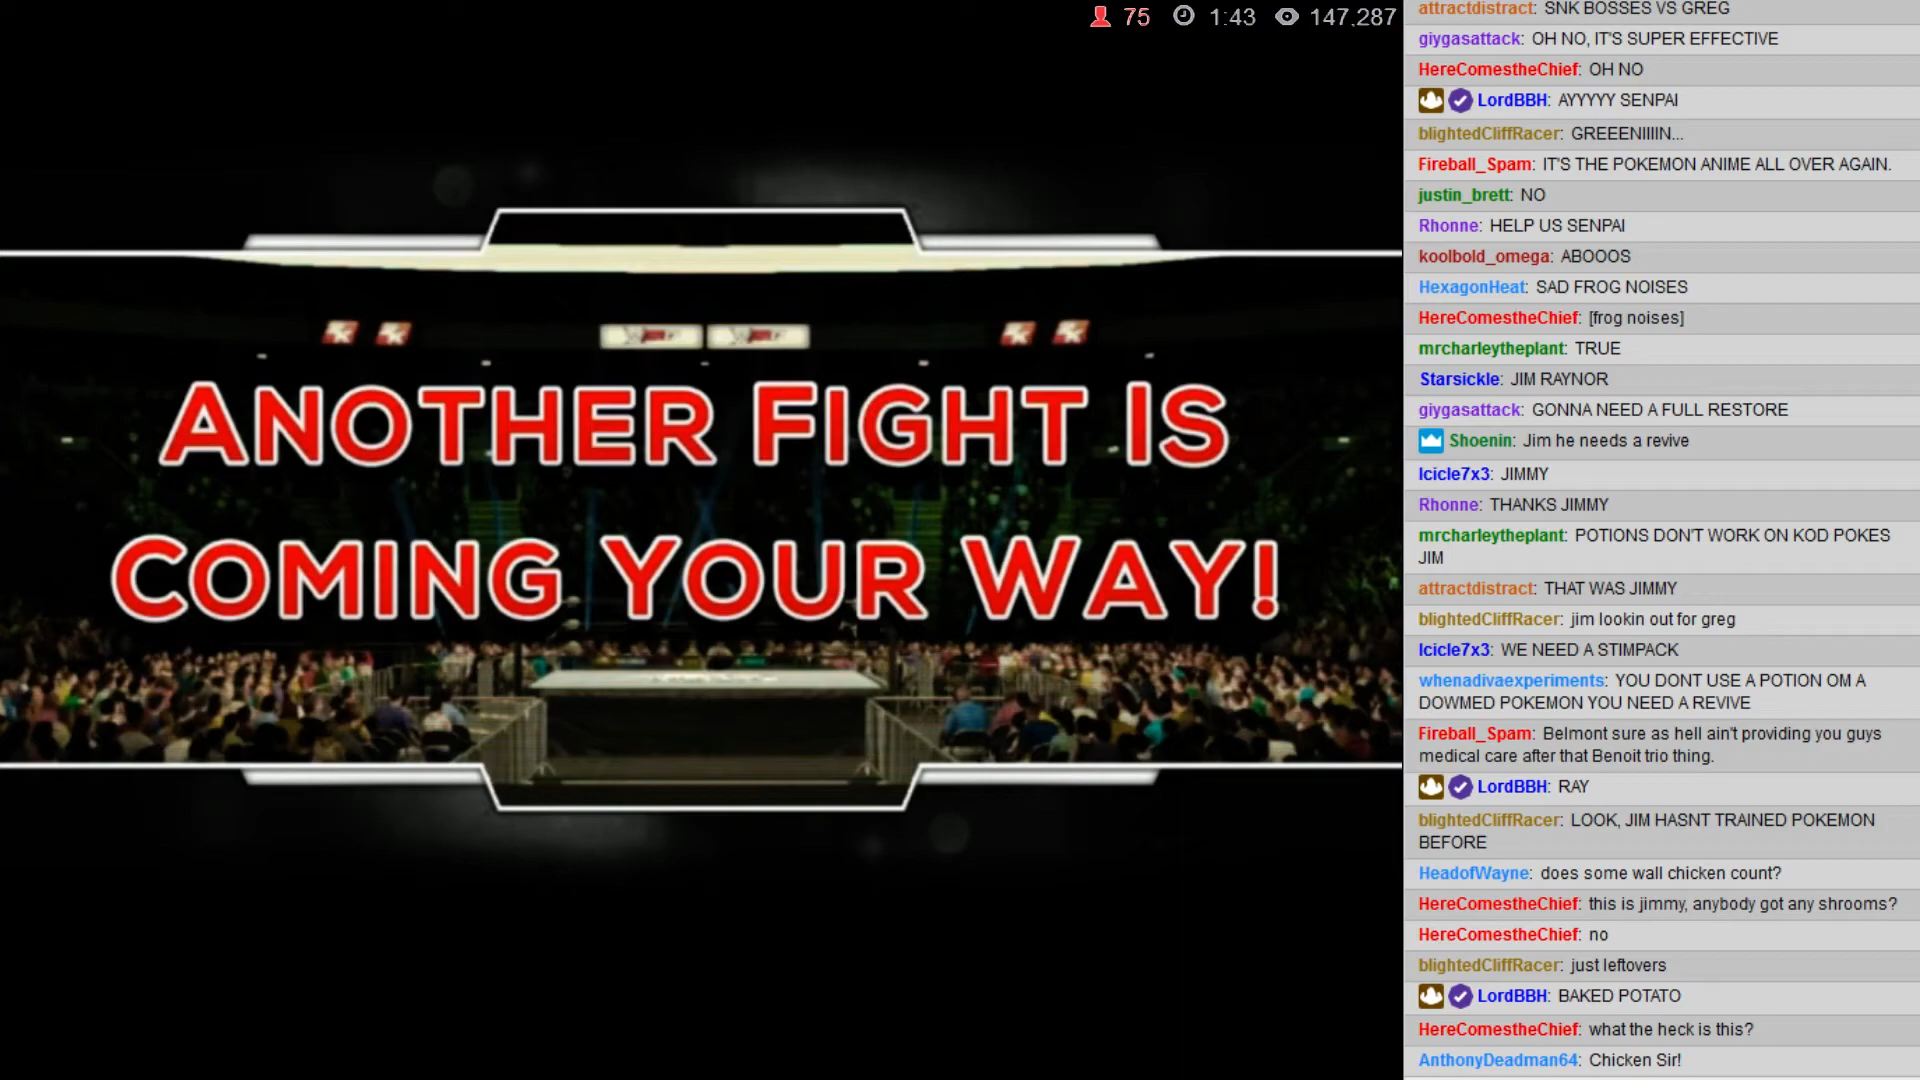 75 1:43 147,287
ANOTHER FIGHT IS
COMING YOUR WAY!
attractdistract: SNK BOSSES VS GREG
giygasattack: OH NO, IT'S SUPER EFFECTIVE
HereComestheChief: OH NO
LordBBH: AYYYYY SENPAI
blightedCliffRacer: GREEENIIIIN...
Fireball_Spam: IT'S THE POKEMON ANIME ALL OVER AGAIN.
justin_brett: NO
Rhonne: HELP US SENPAI
koolbold_omega: ABOOOS
HexagonHeat: SAD FROG NOISES
HereComestheChief: [frog noises]
mrcharleytheplant: TRUE
Starsickle: JIM RAYNOR
giygasattack: GONNA NEED A FULL RESTORE
Shoenin: Jim he needs a revive
Icicle7x3: JIMMY
Rhonne: THANKS JIMMY
mrcharleytheplant: POTIONS DON'T WORK ON KOD POKES
JIM
attractdistract: THAT WAS JIMMY
blightedCliffRacer: jim lookin out for greg
Icicle7x3: WE NEED A STIMPACK
whenadivaexperiments: YOU DONT USE A POTION OM A
DOWMED POKEMON YOU NEED A REVIVE
Fireball_Spam: Belmont sure as hell ain't providing you guys
medical care after that Benoit trio thing.
LordBBH: RAY
blightedCliffRacer: LOOK, JIM HASNT TRAINED POKEMON
BEFORE
HeadofWayne: does some wall chicken count?
HereComestheChief: this is jimmy, anybody got any shrooms?
HereComestheChief: no
blightedCliffRacer: just leftovers
LordBBH: BAKED POTATO
HereComestheChief: what the heck is this?
AnthonyDeadman64: Chicken Sir!